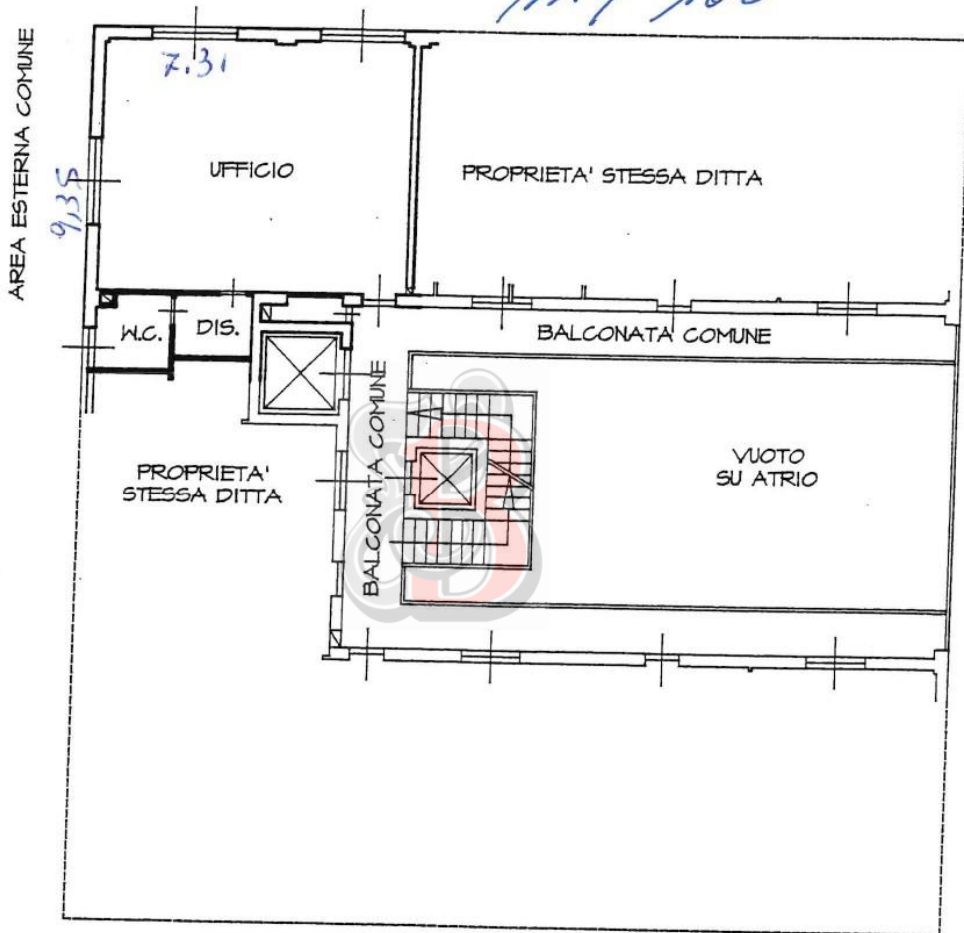 AREA ESTERNA COMUNE
7.31
9,35
UFFICIO
PROPRIETA' STESSA DITTA
W.C.
DIS.
BALCONATA COMUNE
BALCONATA COMUNE
PROPRIETA'
STESSA DITTA
VUOTO
SU ATRIO
B